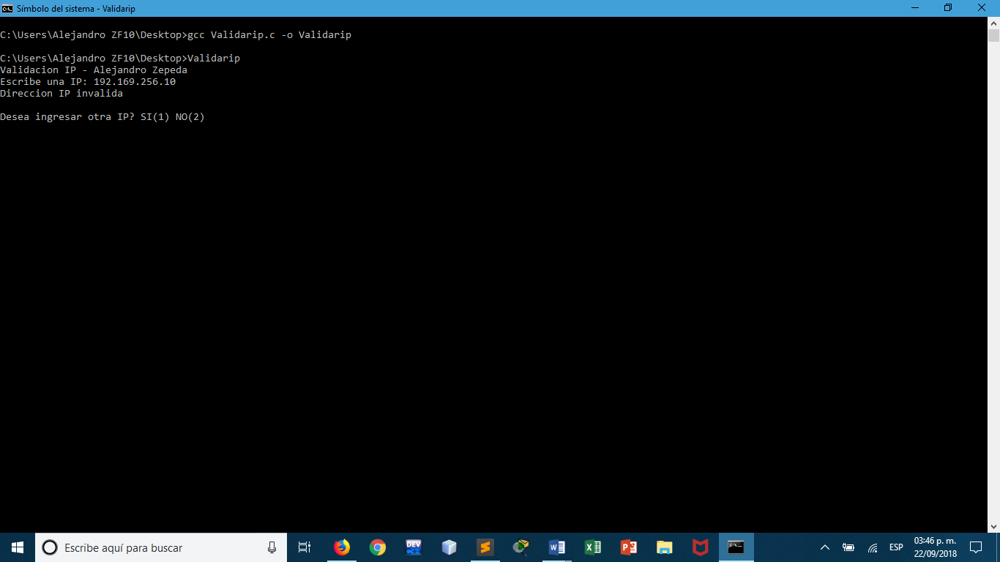 Símbolo del sistema - Validarip
C:\Users\Alejandro ZF10\Desktop>gcc Validarip.c -o Validarip
C:\Users\Alejandro ZF10\Desktop>Validarip
Validacion IP - Alejandro Zepeda
Escribe una IP: 192.169.256.10
Direccion IP invalida
Desea ingresar otra IP? SI(1) NO(2)
Escribe aquí para buscar
DEV
ESP
03:46 p. m.
22/09/2018